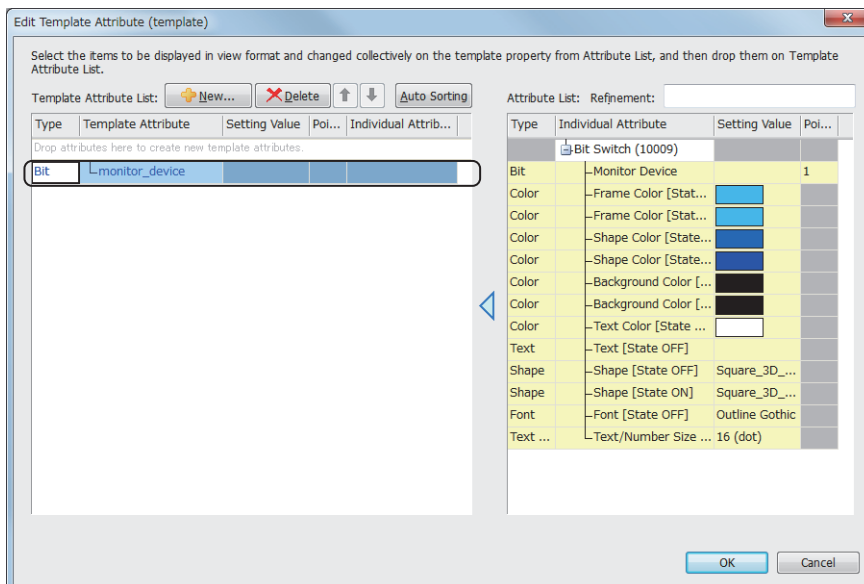 Edit Template Attribute (template)
x
Select the items to be displayed in view format and changed collectively on the template property from Attribute List, and then drop them on Template
Attribute List.
Template Attribute List: New... Delete Auto Sorting Attribute List: Refinement:
Type Template Attribute Setting Value Poi... Individual Attrib... Type Individual Attribute Setting Value Poi...
Drop attributes here to create new template attributes. Bit Switch (10009)
Bit monitor_device Bit Monitor Device 1
Color Frame Color [Stat...
Color Frame Color [Stat...
Color Shape Color [State...
Color Shape Color [State...
Color Background Color [...
Color Background Color [...
Color Text Color [State ...
Text Text [State OFF]
Shape Shape [State OFF] Square_3D_...
Shape Shape [State ON] Square_3D_...
Font Font [State OFF] Outline Gothic
Text ... Text/Number Size ... 16 (dot)
OK Cancel